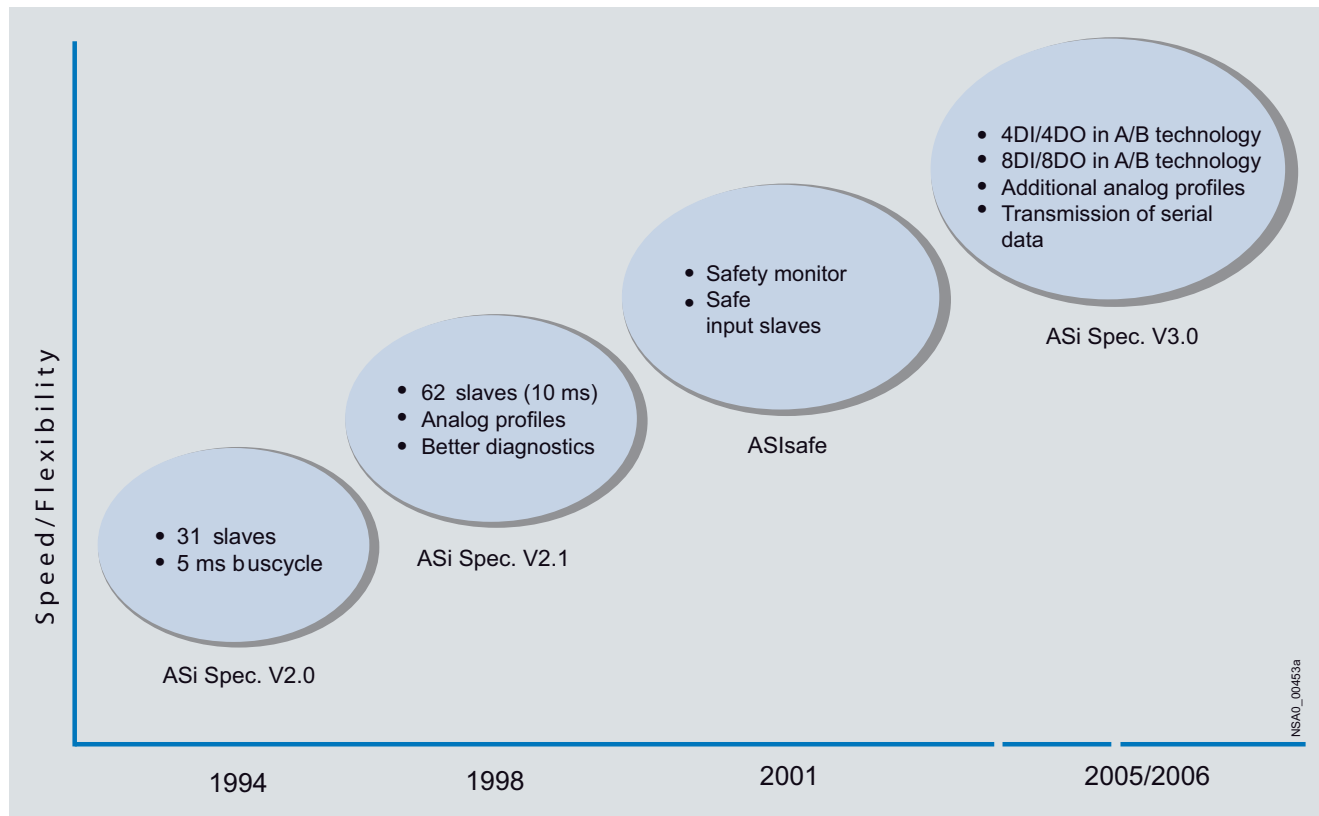 Speed/Flexibility
• 31 slaves
• 5 ms buscycle
ASi Spec. V2.0
• 62 slaves (10 ms)
• Analog profiles
• Better diagnostics
ASi Spec. V2.1
• Safety monitor
• Safe
input slaves
ASIsafe
• 4DI/4DO in A/B technology
• 8DI/8DO in A/B technology
• Additional analog profiles
• Transmission of serial
data
ASi Spec. V3.0
NSA0_00453a
1994
1998
2001
2005/2006